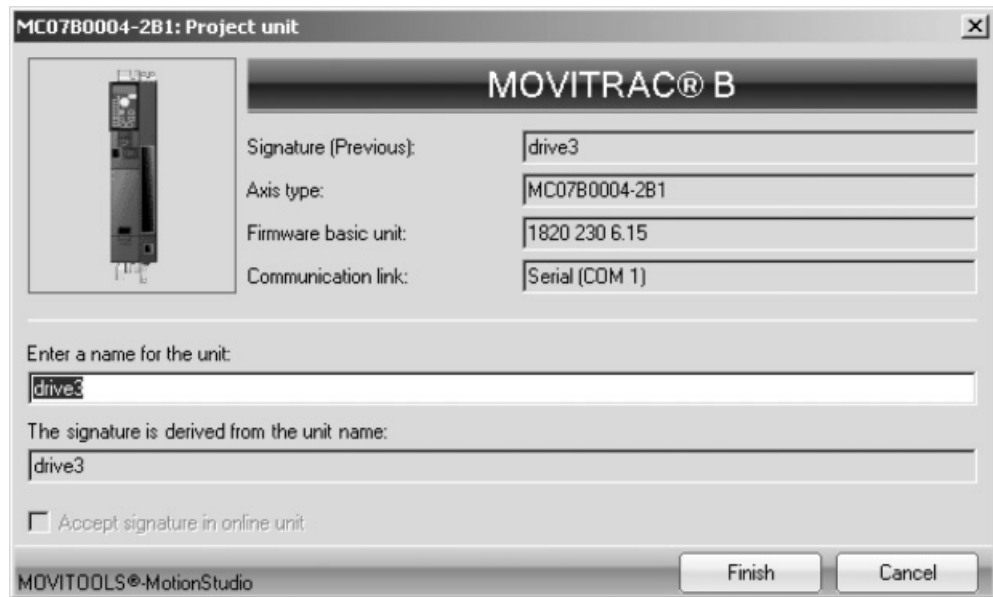 MC07B0004-2B1: Project unit
MOVITRAC® B
Signature (Previous): drive3
Axis type: MC07B0004-2B1
Firmware basic unit: 1820 230 6.15
Communication link: Serial (COM 1)
Enter a name for the unit:
drive3
The signature is derived from the unit name:
drive3
Accept signature in online unit
MOVITOOLS®-MotionStudio
Finish Cancel